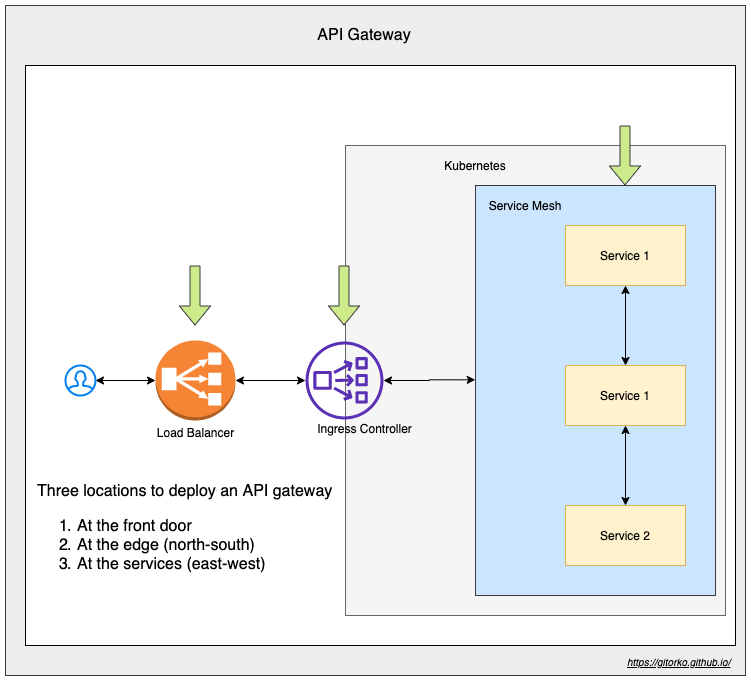 API Gateway
Kubernetes
Service Mesh
Service 1
Service 1
Service 2
Load Balancer
Ingress Controller
Three locations to deploy an API gateway
1. At the front door
2. At the edge (north-south)
3. At the services (east-west)
https://gitorko.github.io/